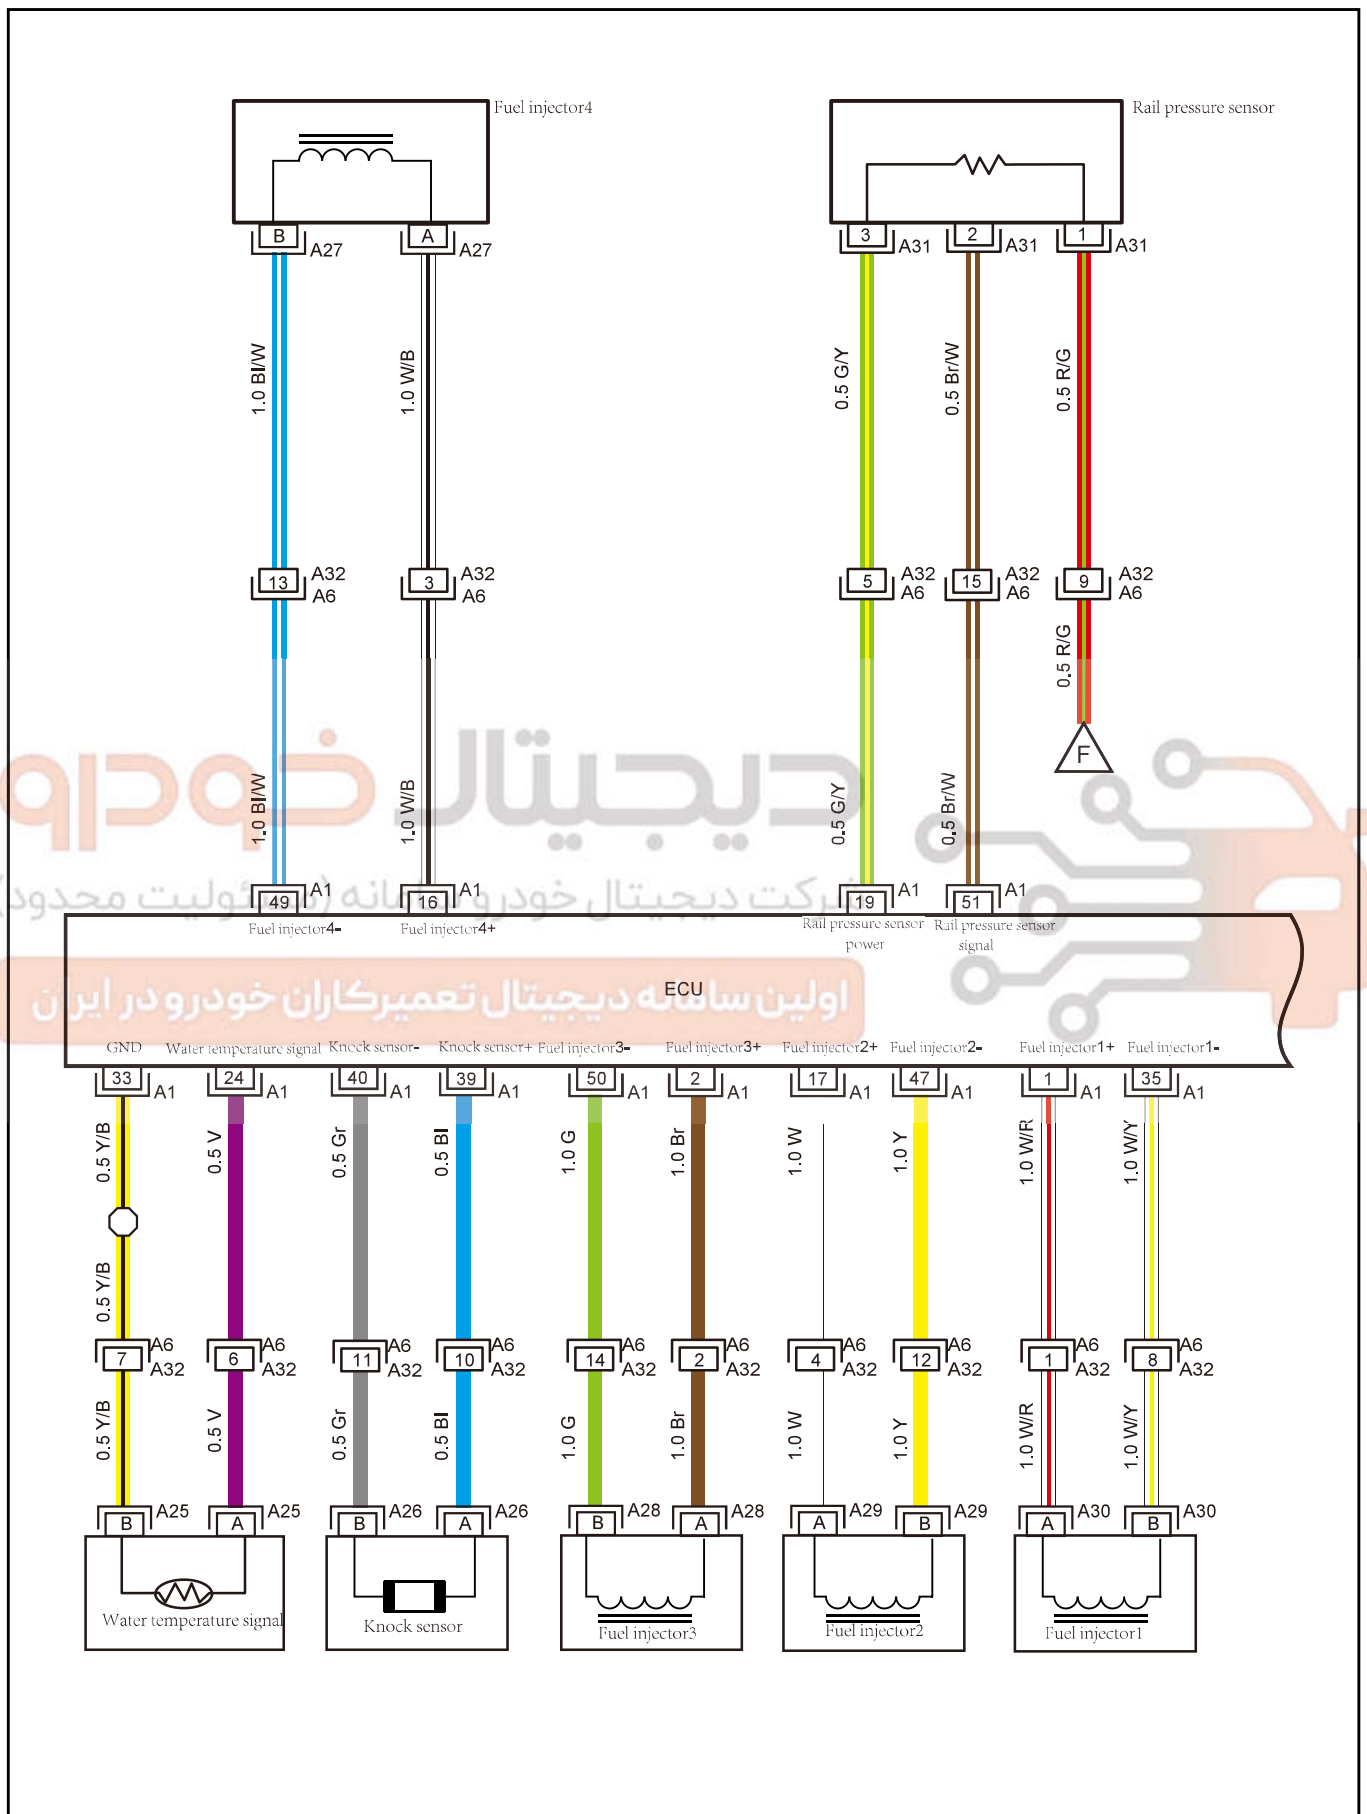 Fuel injector4
Rail pressure sensor
B A27
A A27
3 A31
2 A31
1 A31
1.0 Bl/W
1.0 W/B
0.5 G/Y
0.5 Br/W
0.5 R/G
13 A32 A6
3 A32 A6
5 A32 A6
15 A32 A6
9 A32 A6
0.5 R/G
F
دیجیتال خودرو
1.0 Bl/W
1.0 W/B
0.5 G/Y
0.5 Br/W
شرکت دیجیتال خودرو سامانه (مسئولیت محدود)
49 A1
16 A1
19 A1
51 A1
Fuel injector4-
Fuel injector4+
Rail pressure sensor power
Rail pressure sensor signal
ECU
اولین سامانه دیجیتال تعمیرکاران خودرو در ایران
GND
Water temperature signal
Knock sensor-
Knock sensor+
Fuel injector3-
Fuel injector3+
Fuel injector2+
Fuel injector2-
Fuel injector1+
Fuel injector1-
33 A1
24 A1
40 A1
39 A1
50 A1
2 A1
17 A1
47 A1
1 A1
35 A1
0.5 Y/B
0.5 V
0.5 Gr
0.5 Bl
1.0 G
1.0 Br
1.0 W
1.0 Y
1.0 W/R
1.0 W/Y
0.5 Y/B
7 A6 A32
6 A6 A32
11 A6 A32
10 A6 A32
14 A6 A32
2 A6 A32
4 A6 A32
12 A6 A32
1 A6 A32
8 A6 A32
0.5 Y/B
0.5 V
0.5 Gr
0.5 Bl
1.0 G
1.0 Br
1.0 W
1.0 Y
1.0 W/R
1.0 W/Y
B A25
A A25
B A26
A A26
B A28
A A28
A A29
B A29
A A30
B A30
Water temperature signal
Knock sensor
Fuel injector3
Fuel injector2
Fuel injector1